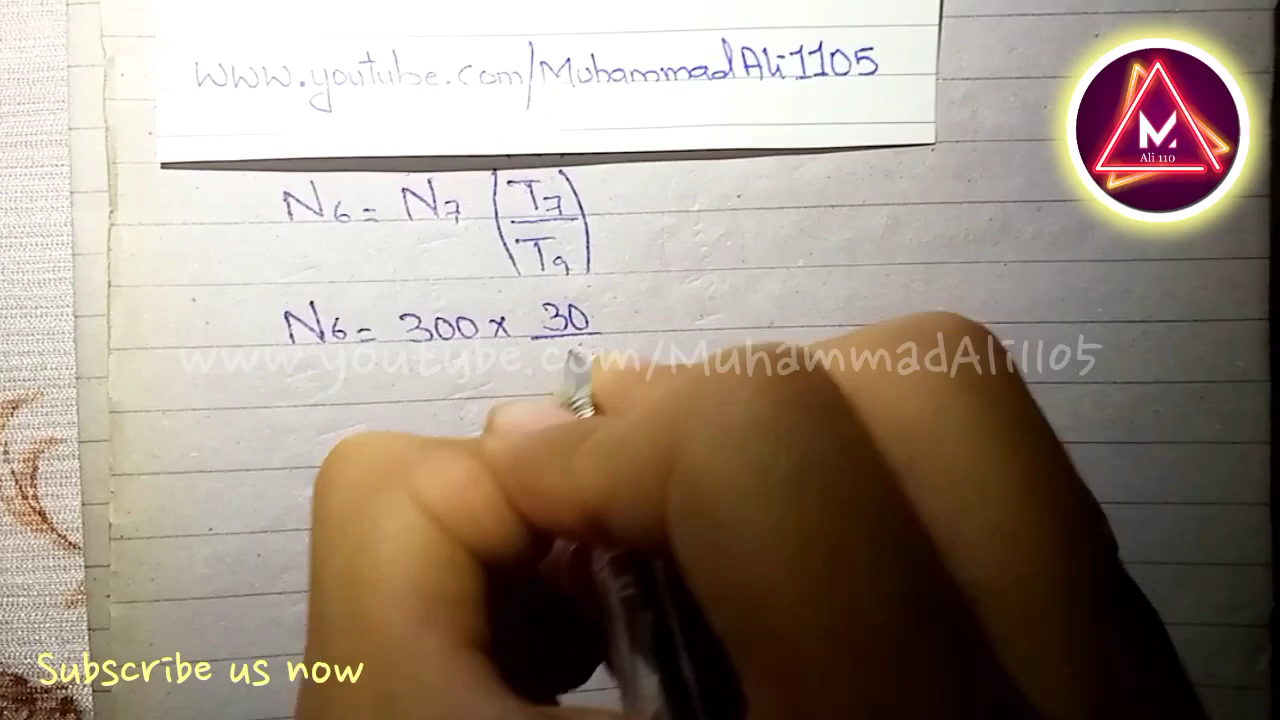 www.youtube.com/MuhammadAli1105
M
Ali 110
N6 = N7 (T7/T9)
N6 = 300 × 30
www.youtube.com/MuhammadAli1105
Subscribe us now